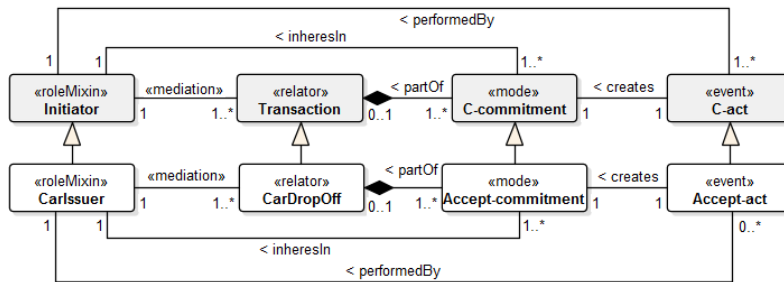 < performedBy
< inheresIn
1 1 1..* 1..*
«roleMixin» «mediation» «relator» < partOf «mode» < creates «event»
Initiator 1 1..* Transaction 0..1 1..* C-commitment 1 1 C-act
«roleMixin» «mediation» «relator» < partOf «mode» < creates «event»
CarIssuer 1 1..* CarDropOff 0..1 1..* Accept-commitment 1 1 Accept-act
1 1 1..* 0..*
< inheresIn
< performedBy